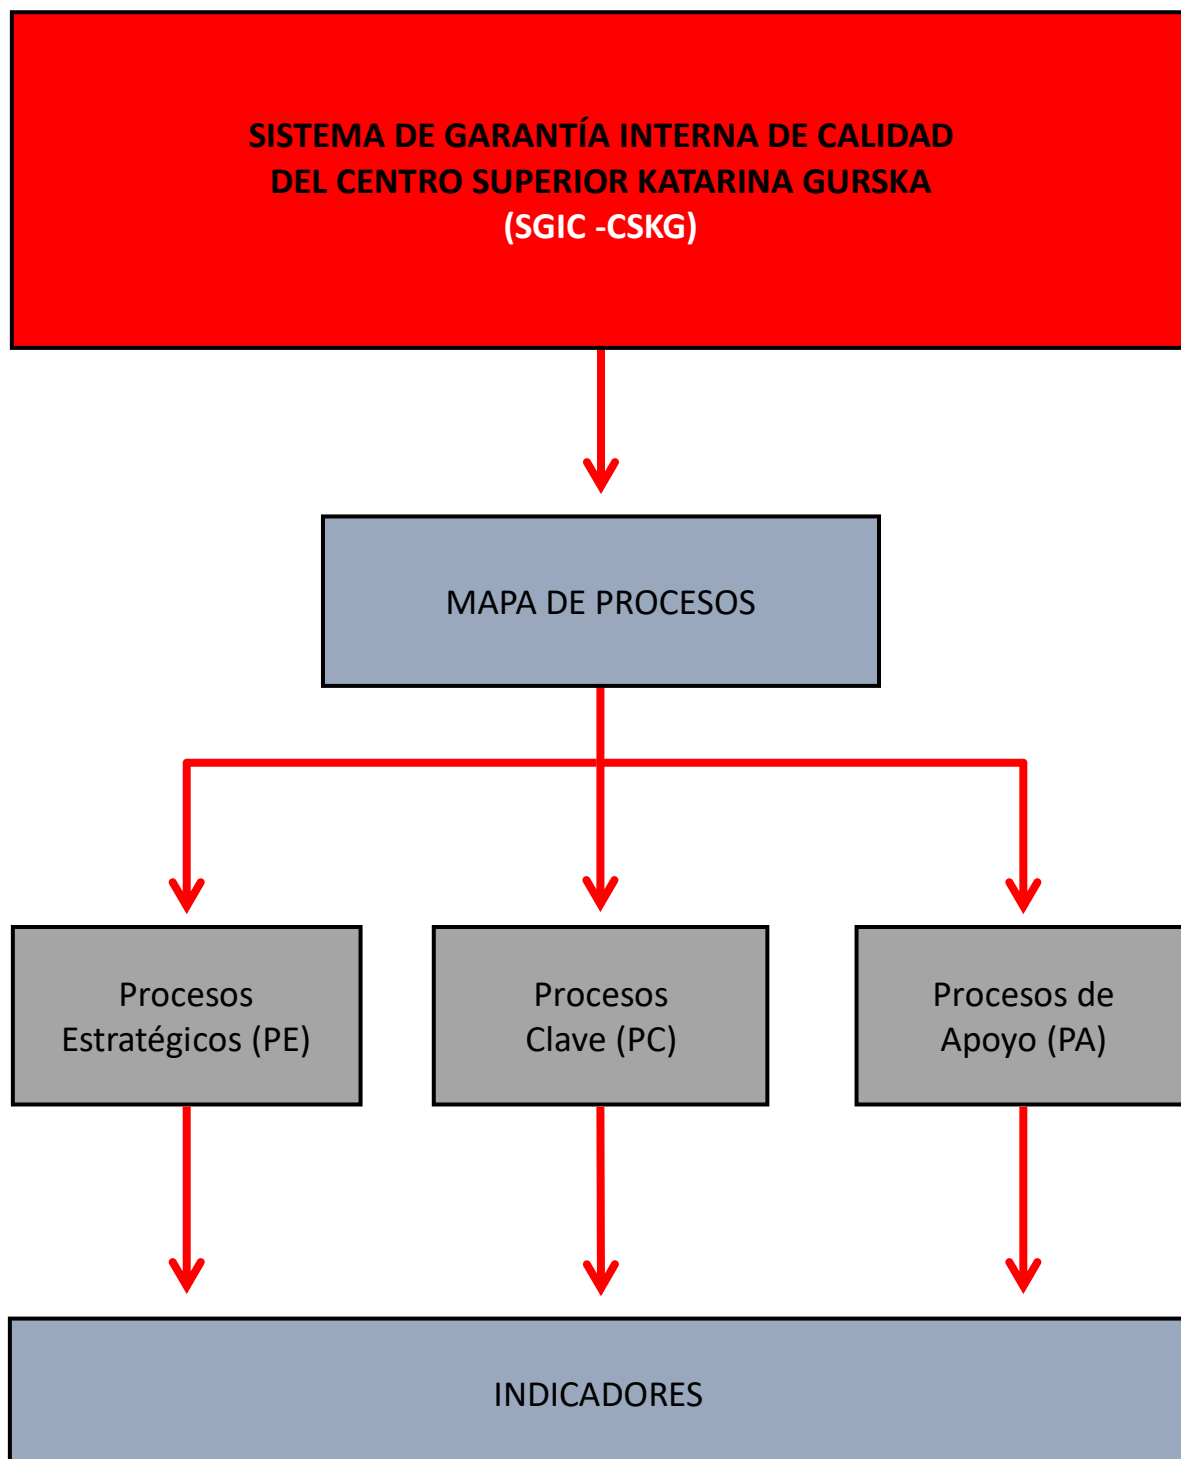 SISTEMA DE GARANTÍA INTERNA DE CALIDAD
DEL CENTRO SUPERIOR KATARINA GURSKA
(SGIC -CSKG)
MAPA DE PROCESOS
Procesos
Estratégicos (PE)
Procesos
Clave (PC)
Procesos de
Apoyo (PA)
INDICADORES